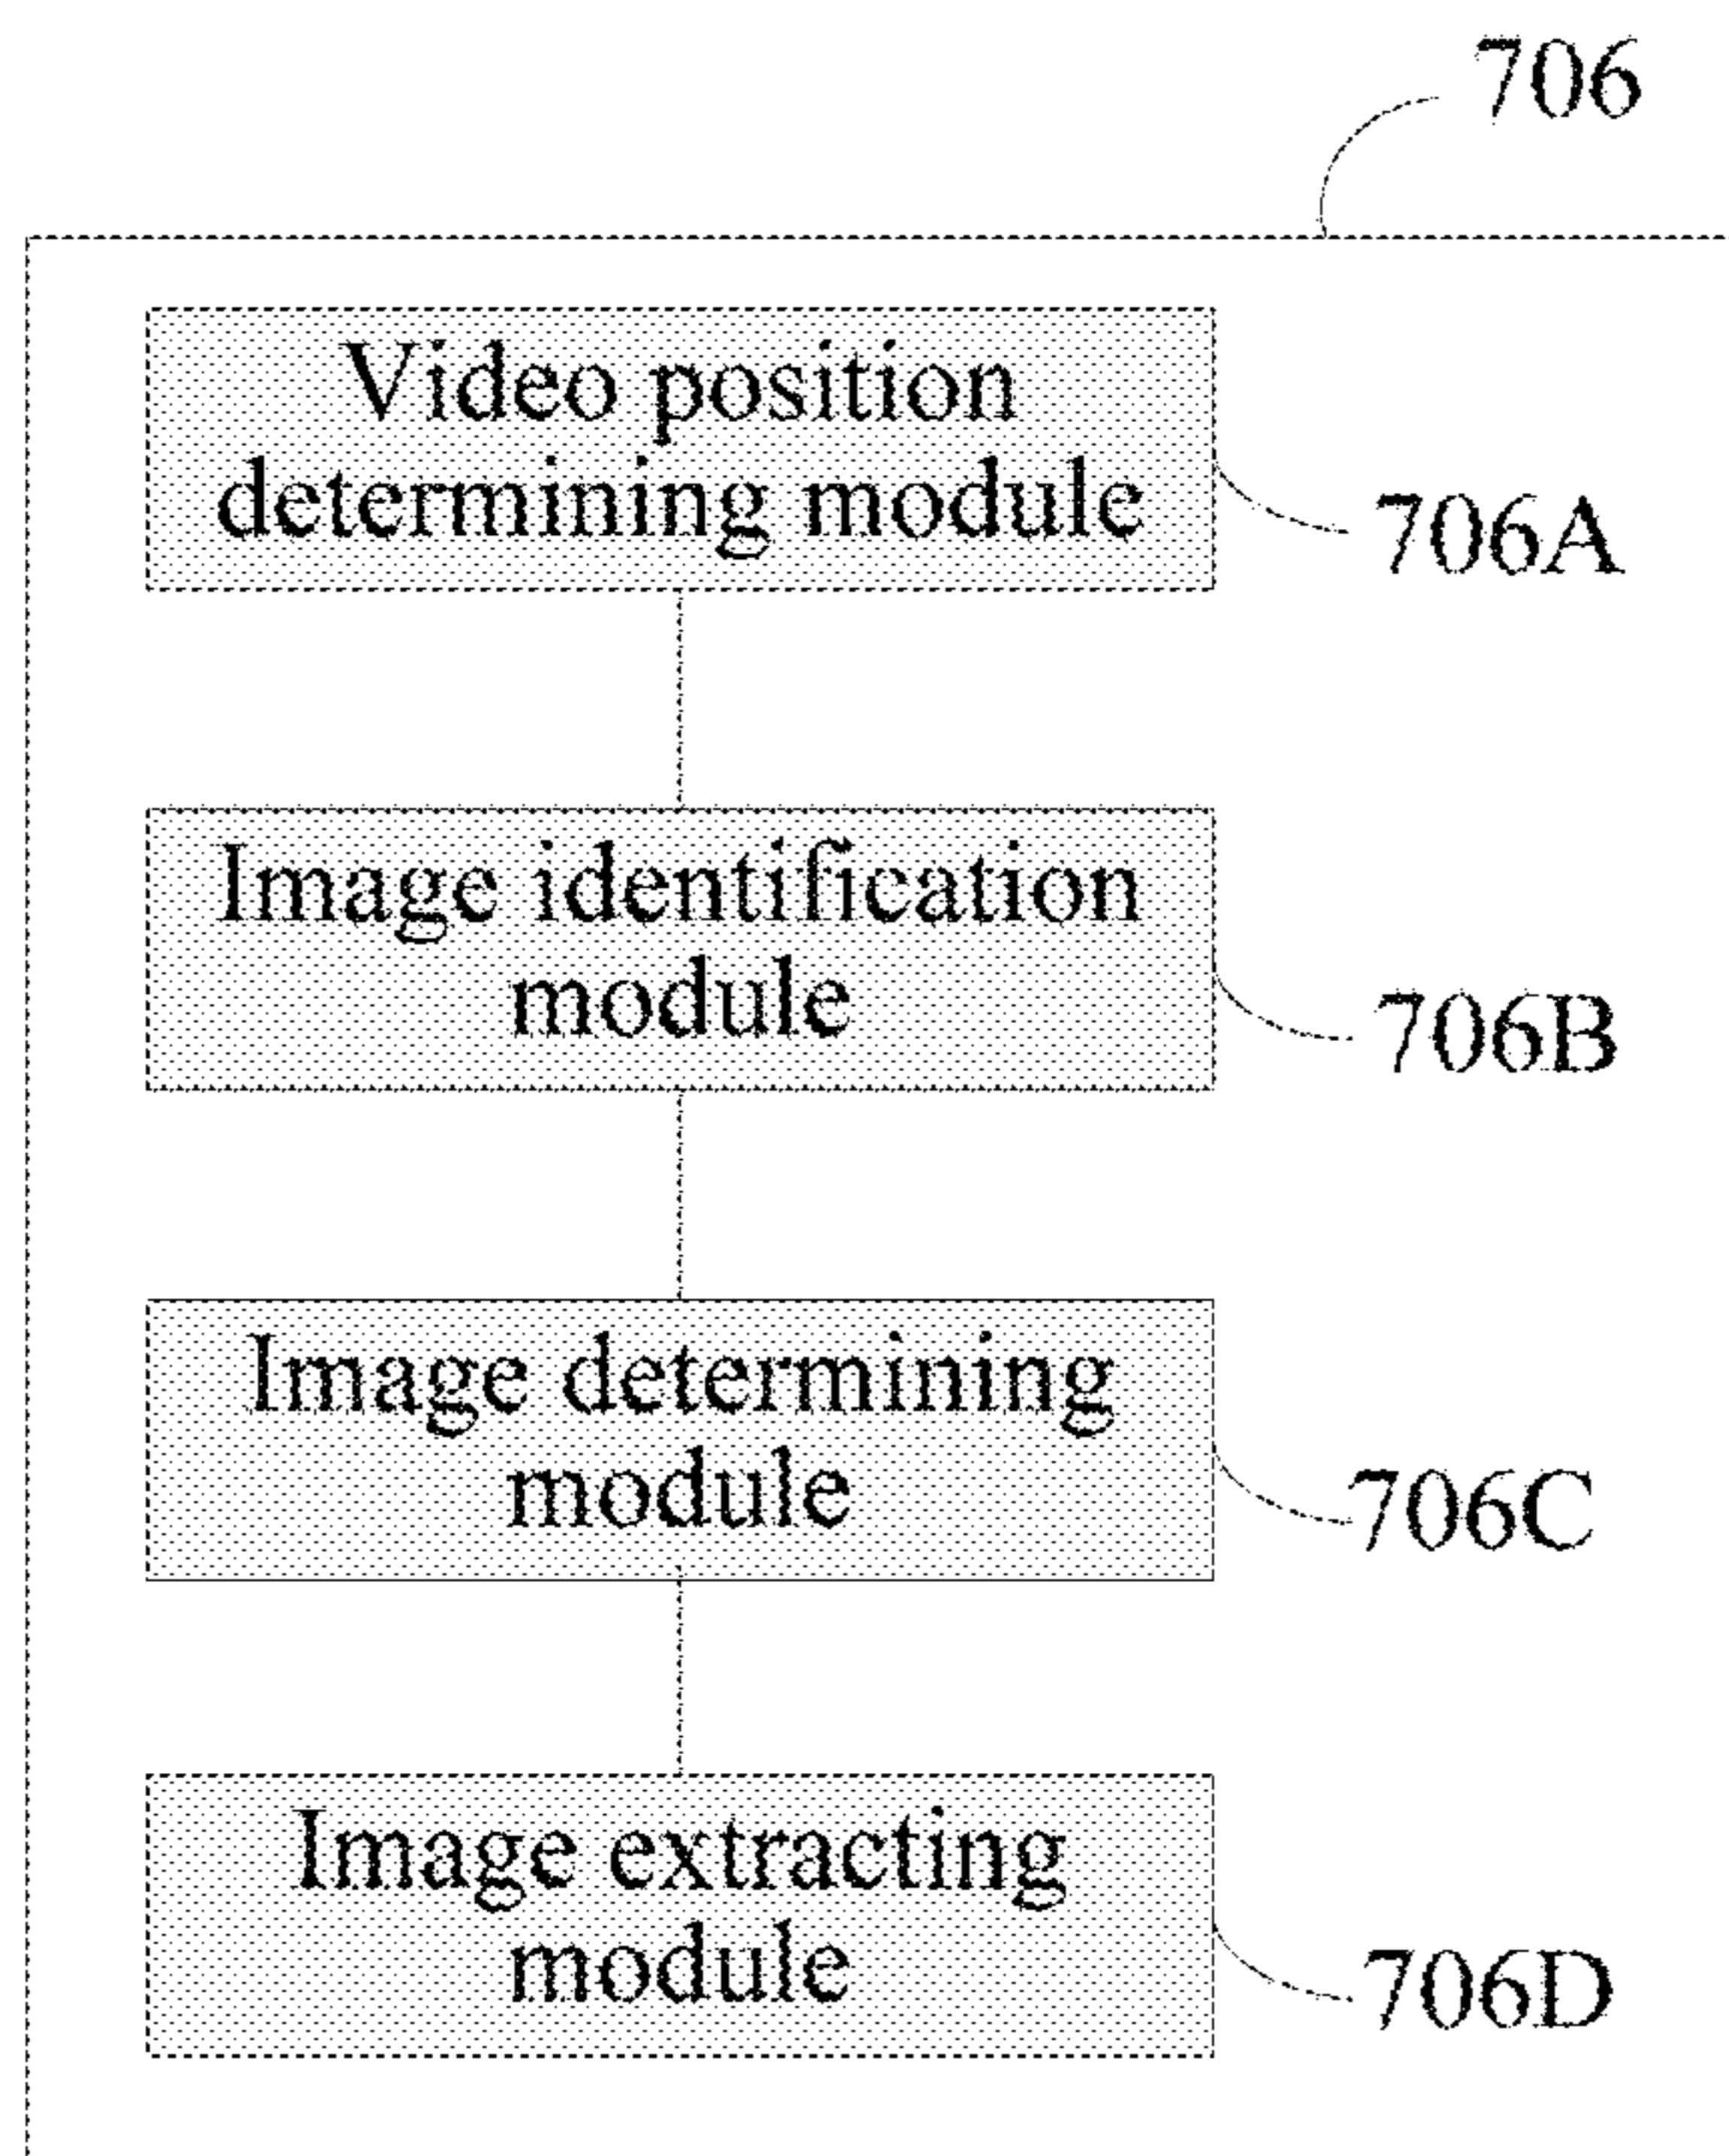 706
Video position
determining module
706A
Image identification
module
706B
Image determining
module
706C
Image extracting
module
706D